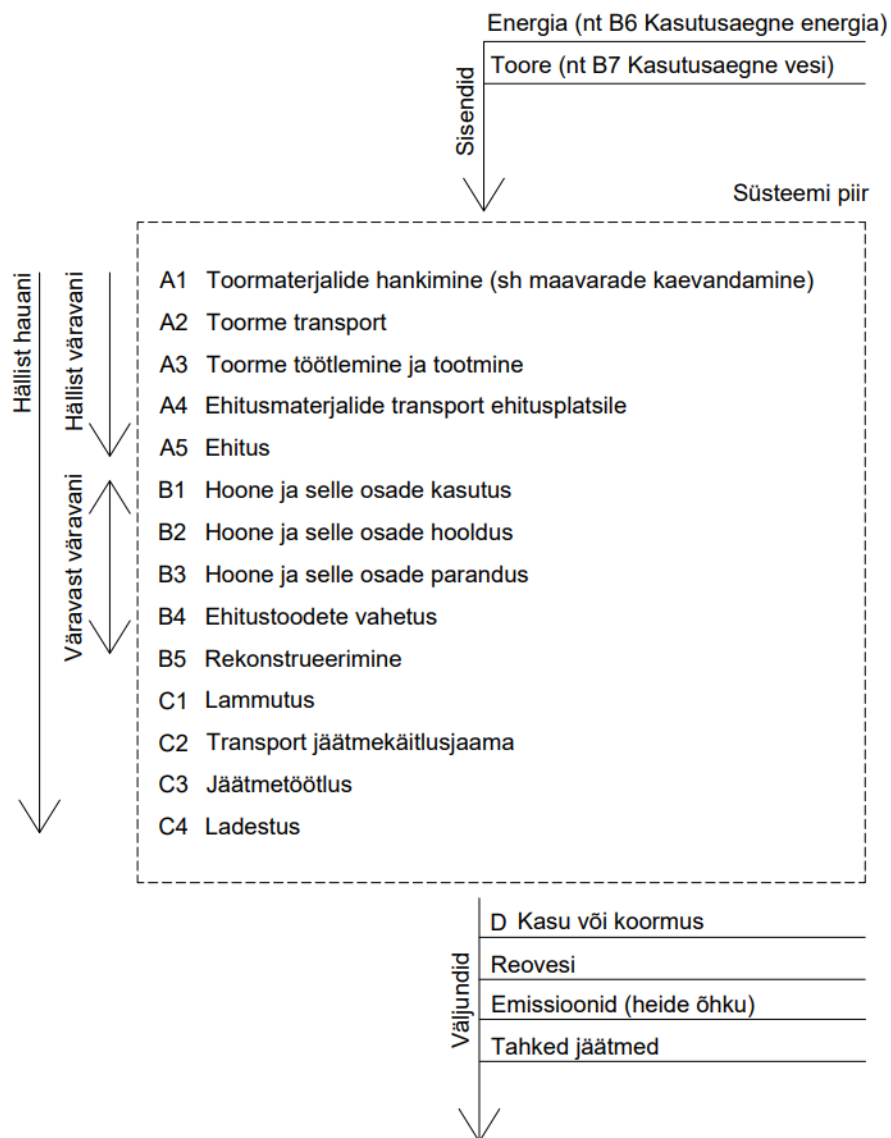 Energia (nt B6 Kasutusaegne energia)
Toore (nt B7 Kasutusaegne vesi)
Sisendid
Süsteemi piir
Hällist hauani
Hällist väravani
Väravast väravani
A1 Toormaterjalide hankimine (sh maavarade kaevandamine)
A2 Toorme transport
A3 Toorme töötlemine ja tootmine
A4 Ehitusmaterjalide transport ehitusplatsile
A5 Ehitus
B1 Hoone ja selle osade kasutus
B2 Hoone ja selle osade hooldus
B3 Hoone ja selle osade parandus
B4 Ehitustoodete vahetus
B5 Rekonstrueerimine
C1 Lammutus
C2 Transport jäätmekäitlusjaama
C3 Jäätmetöötlus
C4 Ladestus
Väljundid
D Kasu või koormus
Reovesi
Emissioonid (heide õhku)
Tahked jäätmed